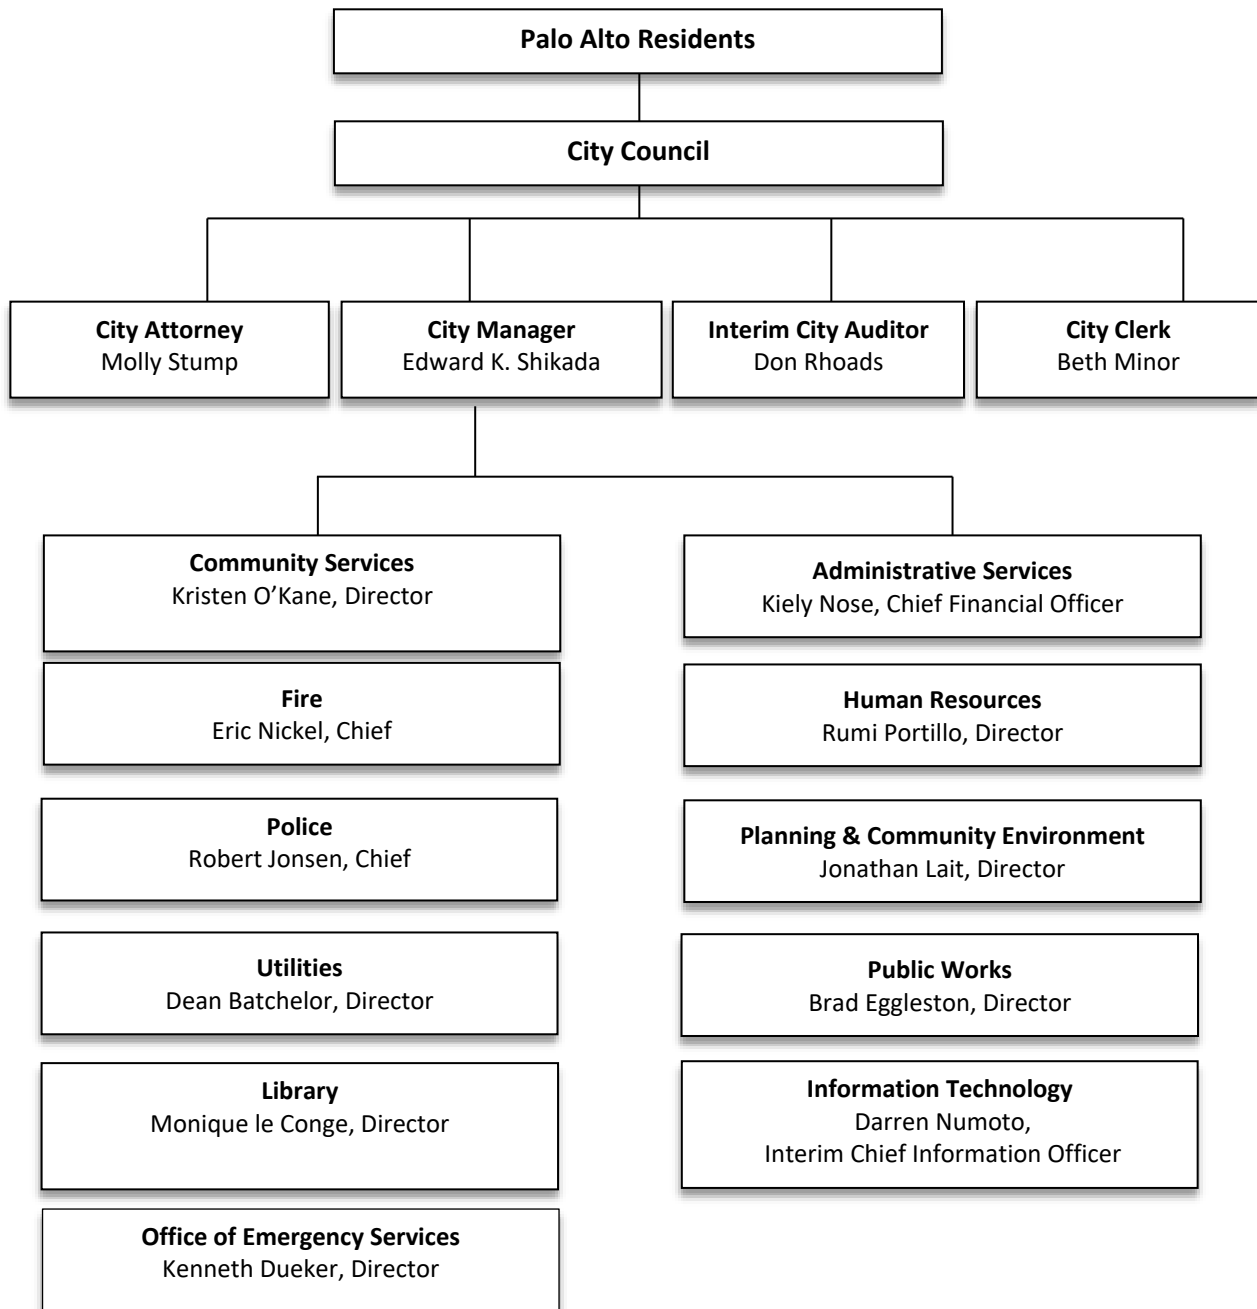 Palo Alto Residents
City Council
City Attorney
Molly Stump
City Manager
Edward K. Shikada
Interim City Auditor
Don Rhoads
City Clerk
Beth Minor
Community Services
Kristen O’Kane, Director
Fire
Eric Nickel, Chief
Police
Robert Jonsen, Chief
Utilities
Dean Batchelor, Director
Library
Monique le Conge, Director
Office of Emergency Services
Kenneth Dueker, Director
Administrative Services
Kiely Nose, Chief Financial Officer
Human Resources
Rumi Portillo, Director
Planning & Community Environment
Jonathan Lait, Director
Public Works
Brad Eggleston, Director
Information Technology
Darren Numoto,
Interim Chief Information Officer